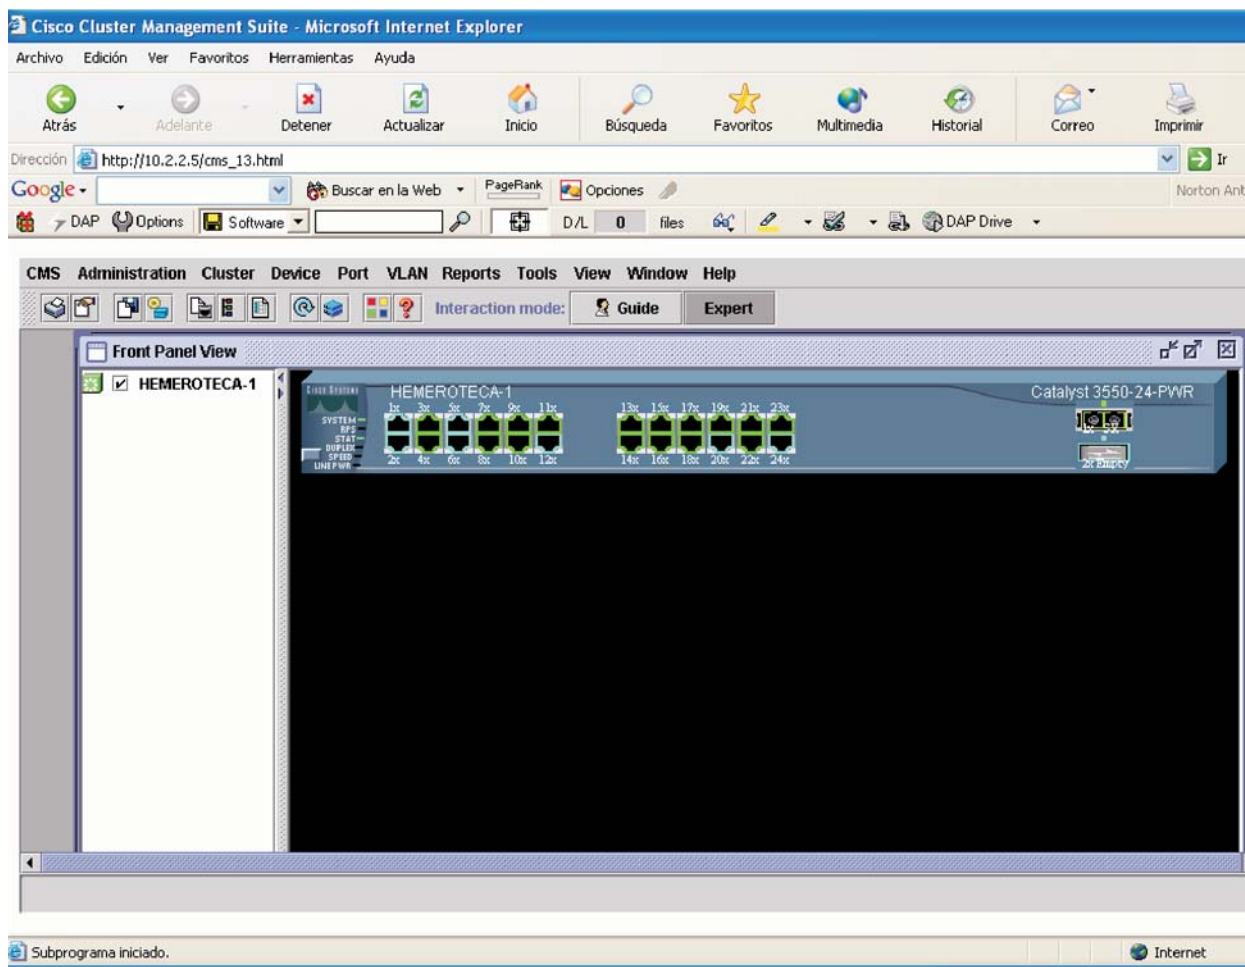 Cisco Cluster Management Suite - Microsoft Internet Explorer
Archivo Edición Ver Favoritos Herramientas Ayuda
Atrás Adelante Detener Actualizar Inicio Búsqueda Favoritos Multimedia Historial Correo Imprimir
Dirección http://10.2.2.5/cms_13.html Ir
Google Buscar en la Web PageRank Opciones Norton Ant
DAP Options Software D/L 0 files DAP Drive
CMS Administration Cluster Device Port VLAN Reports Tools View Window Help
Interaction mode: Guide Expert
Front Panel View
HEMEROTECA-1
CISCO SYSTEMS HEMEROTECA-1 Catalyst 3550-24-PWR
1x 3x 5x 7x 9x 11x 13x 15x 17x 19x 21x 23x
SYSTEM
RPS
STAT
DUPLEX
SPEED
LINE PWR
2x 4x 6x 8x 10x 12x 14x 16x 18x 20x 22x 24x
2x Empty
Subprograma iniciado. Internet